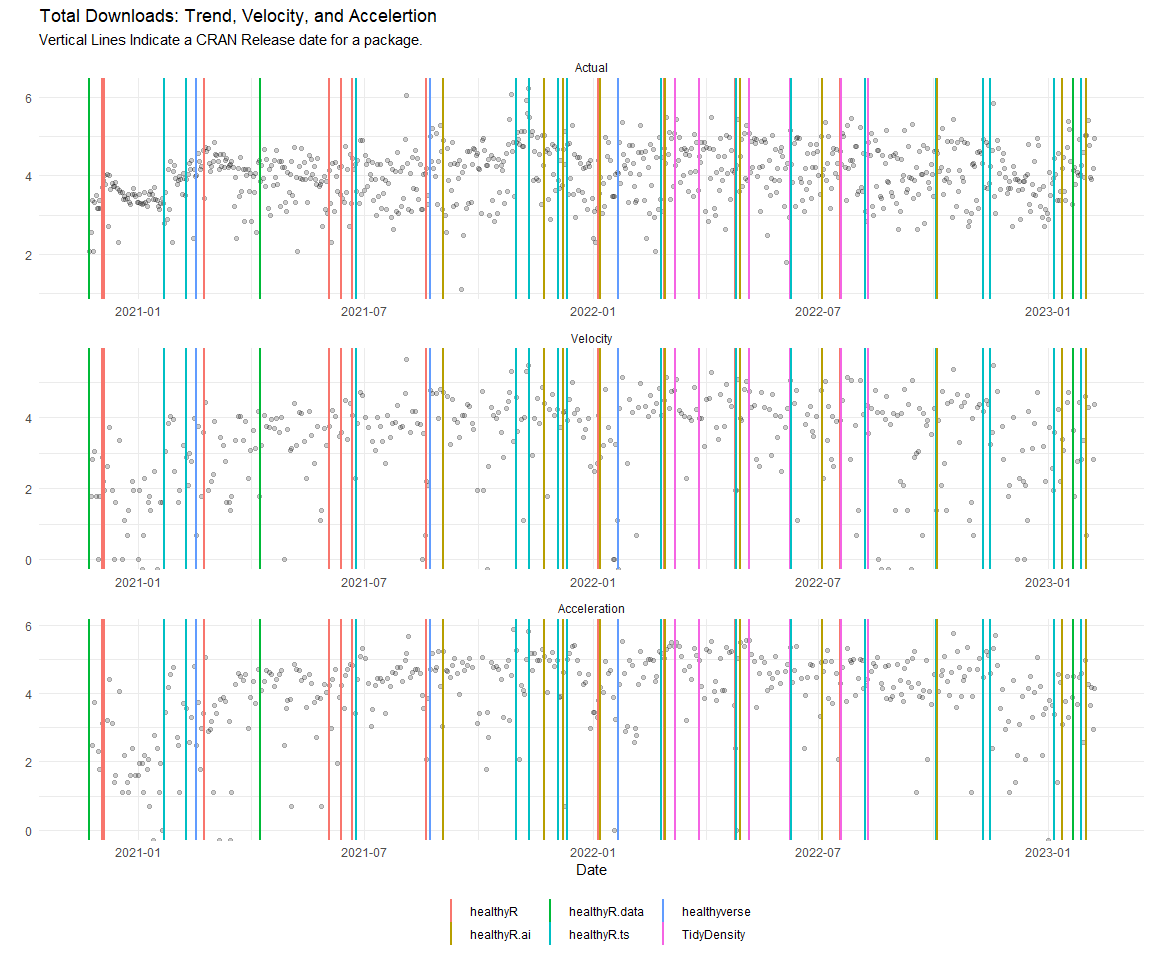 Total Downloads: Trend, Velocity, and Accelertion
Vertical Lines Indicate a CRAN Release date for a package.
Actual
6
4
2
2021-01 2021-07 2022-01 2022-07 2023-01
Velocity
4
2
0
2021-01 2021-07 2022-01 2022-07 2023-01
Acceleration
6
4
2
0
2021-01 2021-07 2022-01 2022-07 2023-01
Date
healthyR healthyR.data healthyverse
healthyR.ai healthyR.ts TidyDensity